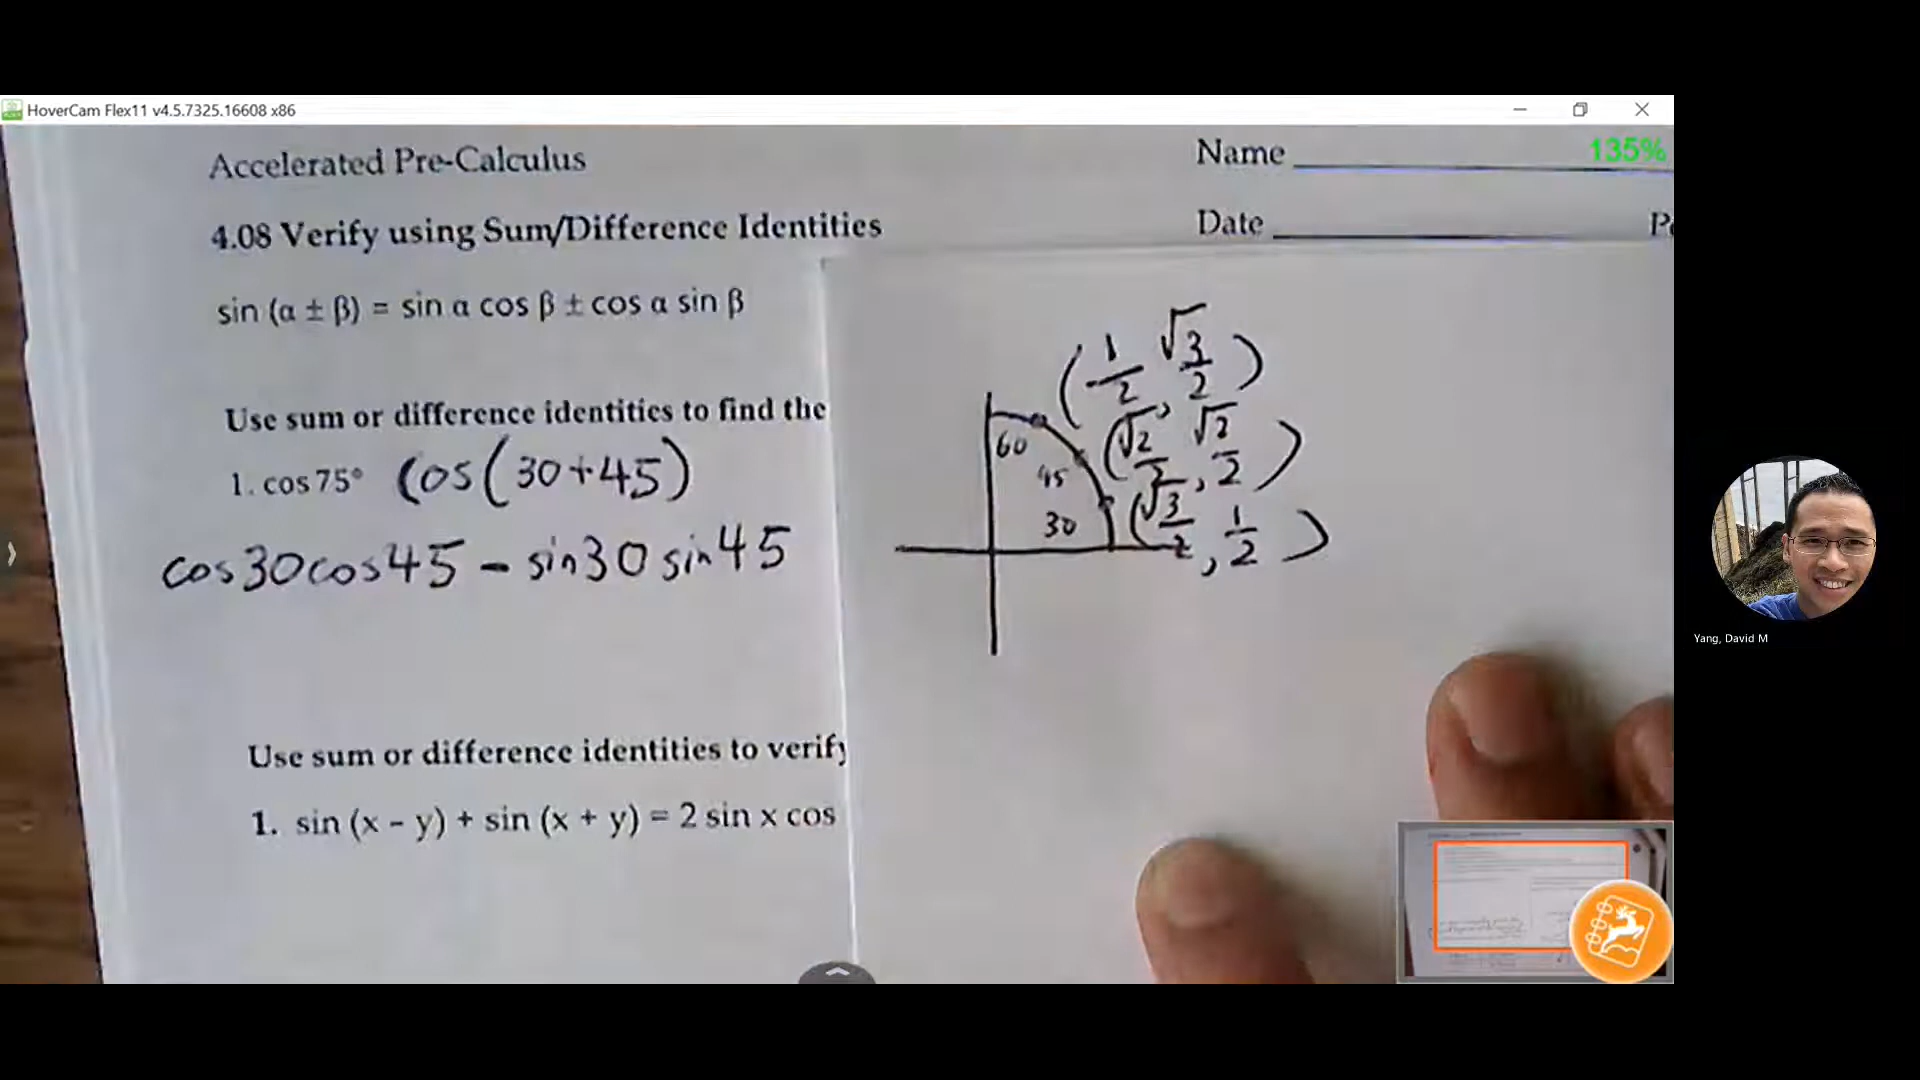 HoverCam Flex11 v4.5.7325.16608 x86
Accelerated Pre-Calculus
Name
135%
4.08 Verify using Sum/Difference Identities
Date
sin (α ± β) = sin α cos β ± cos α sin β
Use sum or difference identities to find the
1. cos 75° cos(30+45)
cos30cos45 - sin30 sin45
(1/2, √3/2)
60
(√2/2, √2/2)
45
30
(√3/2, 1/2)
Use sum or difference identities to verify
1. sin (x - y) + sin (x + y) = 2 sin x cos
Yang, David M